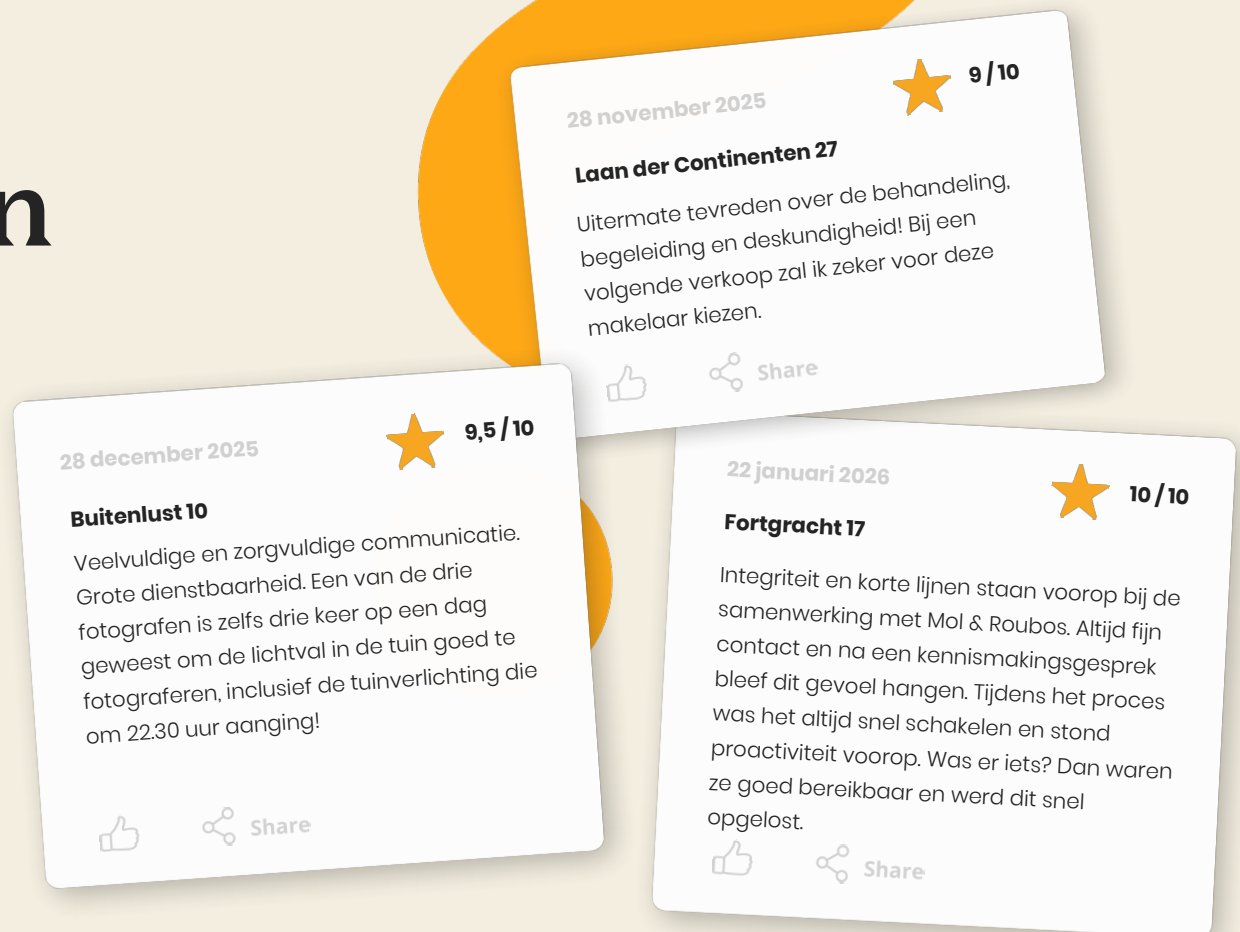 n
28 november 2025
9 / 10
Laan der Continenten 27
Uitermate tevreden over de behandeling,
begeleiding en deskundigheid! Bij een
volgende verkoop zal ik zeker voor deze
makelaar kiezen.
Share
28 december 2025
9,5 / 10
Buitenlust 10
Veelvuldige en zorgvuldige communicatie.
Grote dienstbaarheid. Een van de drie
fotografen is zelfs drie keer op een dag
geweest om de lichtval in de tuin goed te
fotograferen, inclusief de tuinverlichting die
om 22.30 uur aanging!
Share
22 januari 2026
10 / 10
Fortgracht 17
Integriteit en korte lijnen staan voorop bij de
samenwerking met Mol & Roubos. Altijd fijn
contact en na een kennismakingsgesprek
bleef dit gevoel hangen. Tijdens het proces
was het altijd snel schakelen en stond
proactiviteit voorop. Was er iets? Dan waren
ze goed bereikbaar en werd dit snel
opgelost.
Share